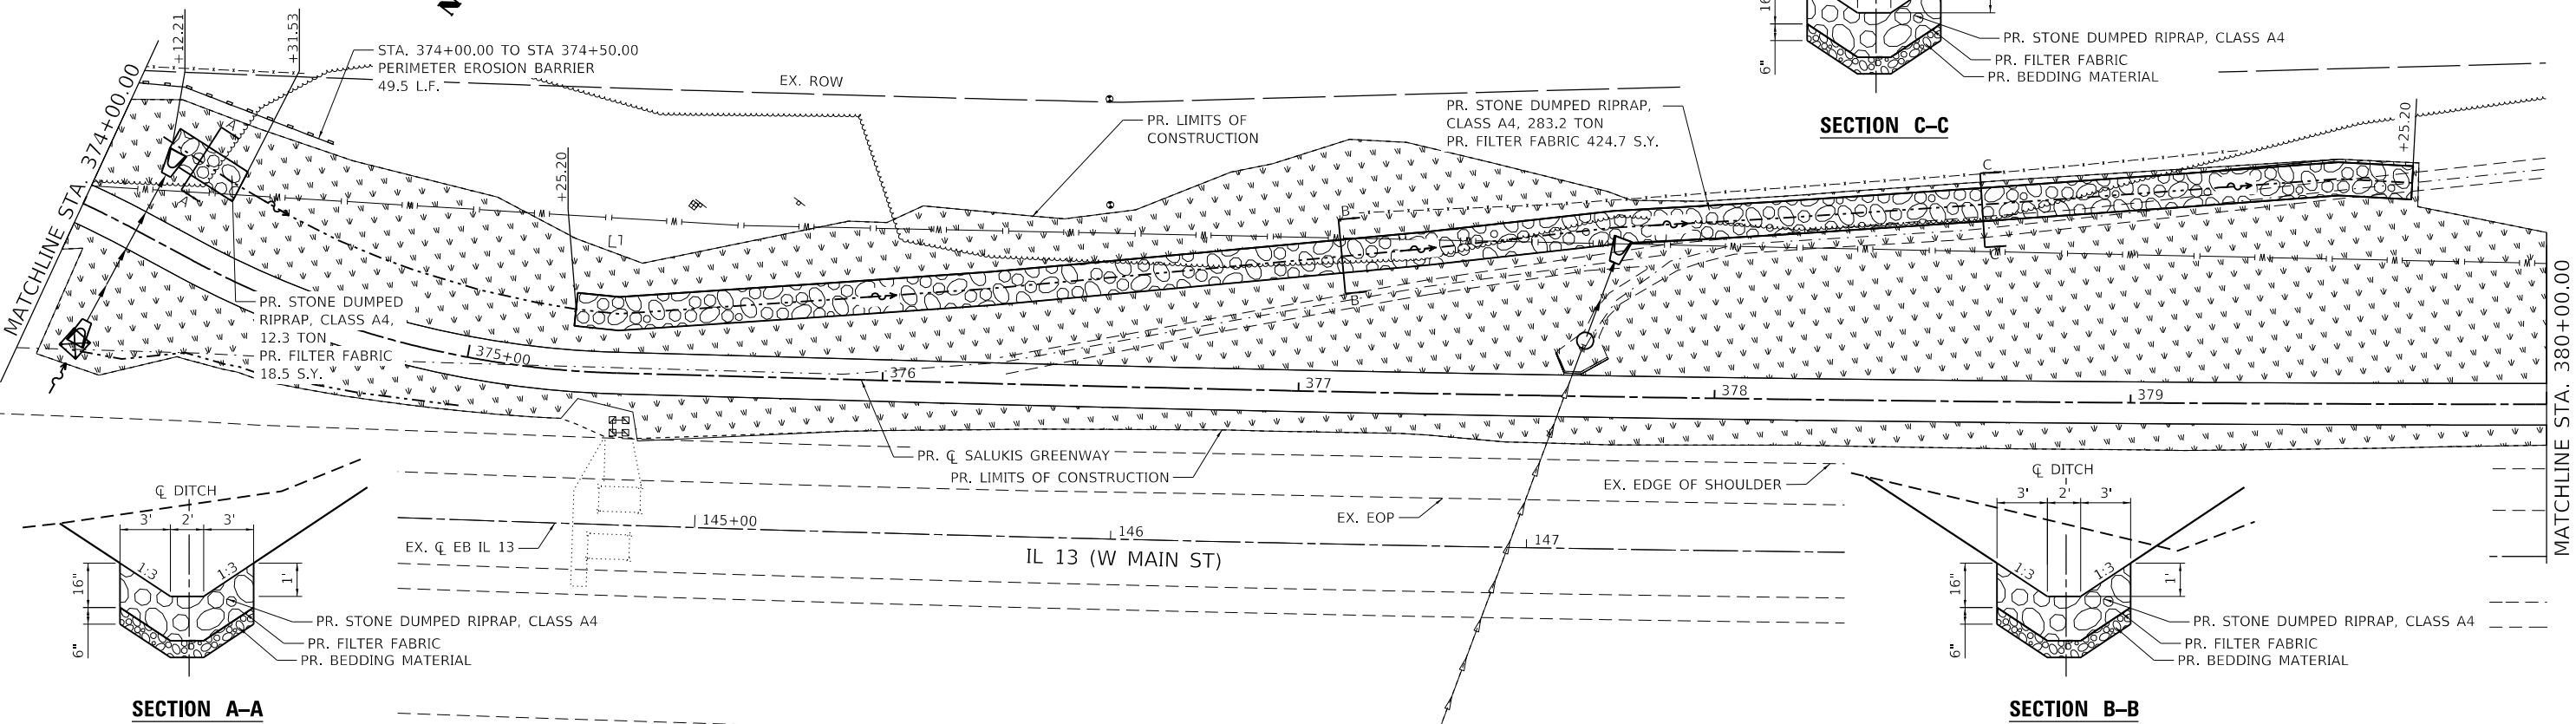 +12.21
+31.53
STA. 374+00.00 TO STA 374+50.00
PERIMETER EROSION BARRIER
49.5 L.F.
EX. ROW
PR. LIMITS OF
CONSTRUCTION
PR. STONE DUMPED RIPRAP,
CLASS A4, 283.2 TON
PR. FILTER FABRIC 424.7 S.Y.
6"
PR. STONE DUMPED RIPRAP, CLASS A4
PR. FILTER FABRIC
PR. BEDDING MATERIAL
SECTION C–C
+25.20
+25.20
MATCHLINE STA. 374+00.00
A
A
B
B
C
C
W
PR. STONE DUMPED
RIPRAP, CLASS A4,
12.3 TON
PR. FILTER FABRIC
18.5 S.Y.
375+00
376
377
378
379
MATCHLINE STA. 380+00.00
PR. ℄ SALUKIS GREENWAY
PR. LIMITS OF CONSTRUCTION
EX. EDGE OF SHOULDER
EX. EOP
EX. ℄ EB IL 13
145+00
146
147
IL 13 (W MAIN ST)
℄ DITCH
3' 2' 3'
1:3 1:3
16"
1'
6"
PR. STONE DUMPED RIPRAP, CLASS A4
PR. FILTER FABRIC
PR. BEDDING MATERIAL
SECTION A–A
℄ DITCH
3' 2' 3'
1:3 1:3
16"
1'
6"
PR. STONE DUMPED RIPRAP, CLASS A4
PR. FILTER FABRIC
PR. BEDDING MATERIAL
SECTION B–B